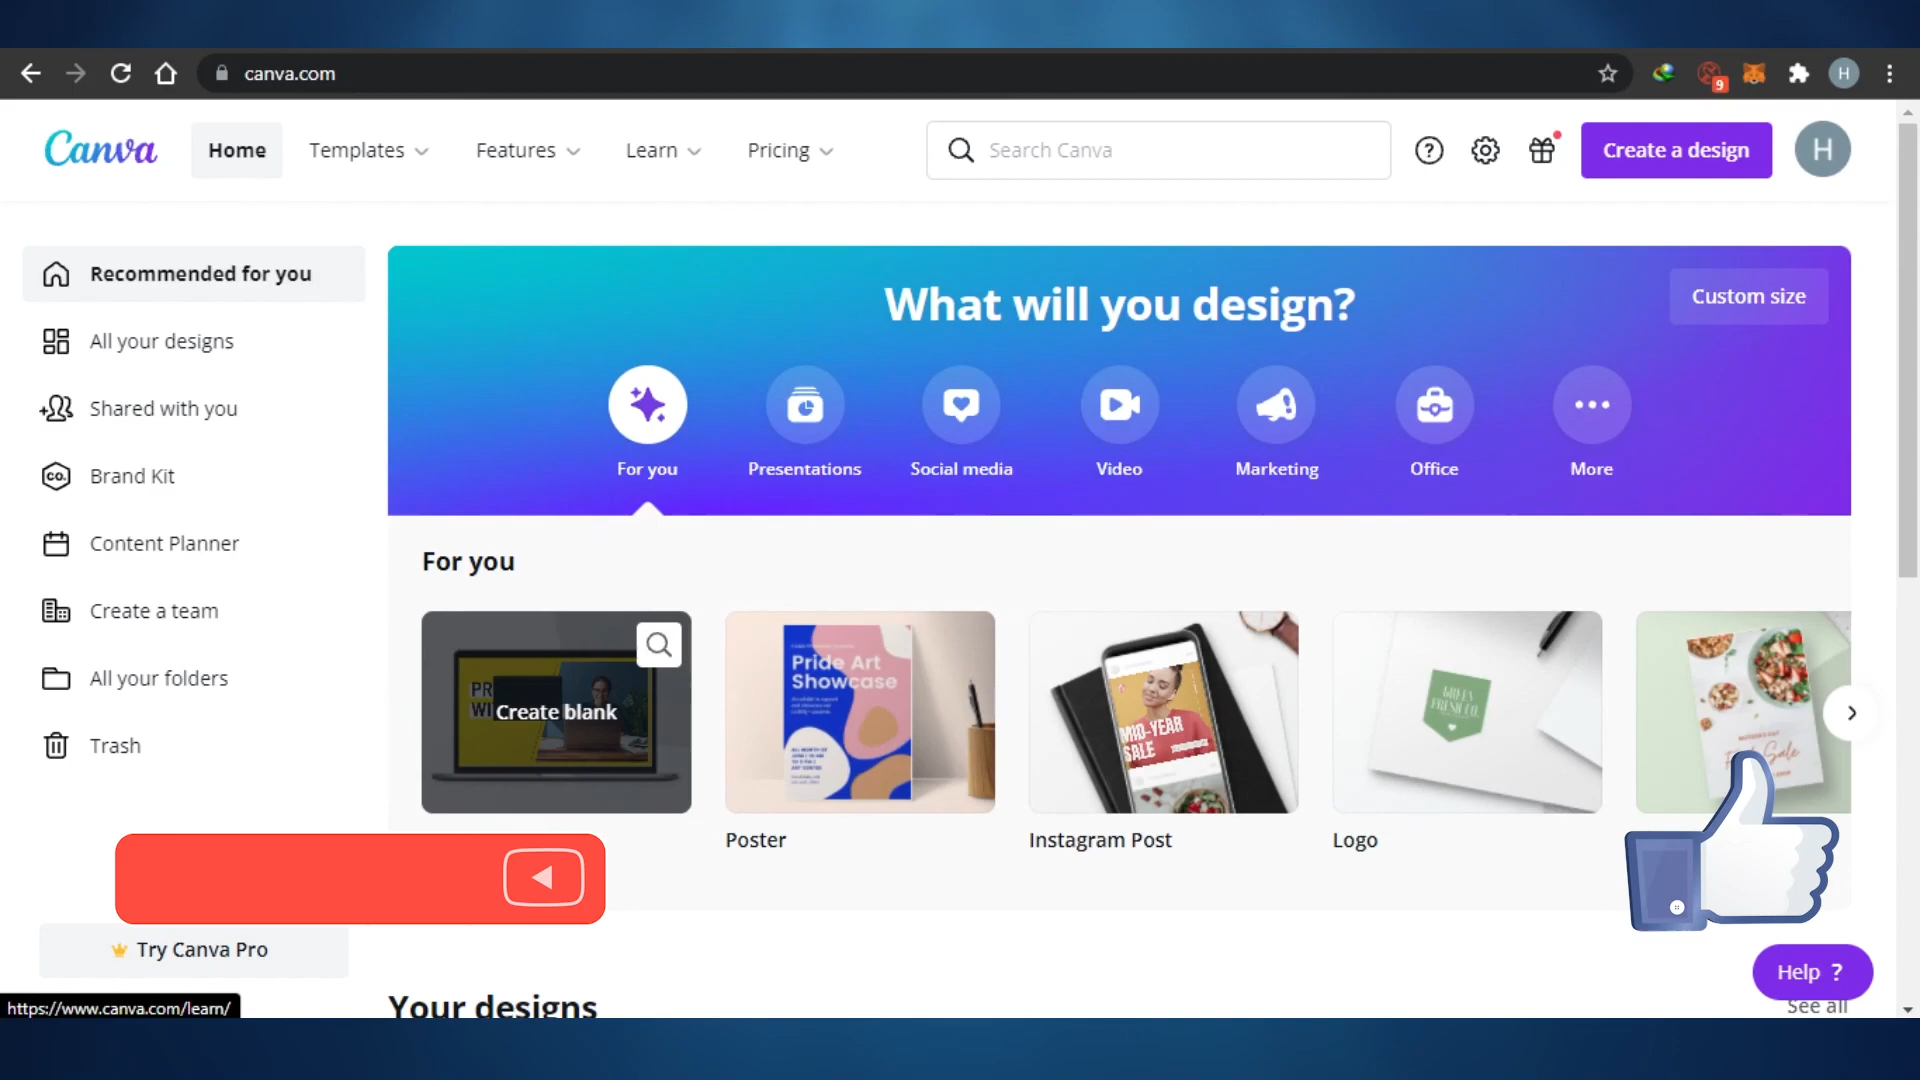 canva.com
9
H
Canva
Home
Templates
Features
Learn
Pricing
Search Canva
Create a design
H
Recommended for you
All your designs
Shared with you
Brand Kit
CO.
Content Planner
Create a team
All your folders
Trash
What will you design?
Custom size
For you
Presentations
Social media
Video
Marketing
Office
More
For you
Create blank
Pride Art
Showcase
MID-YEAR
SALE
Poster
Instagram Post
Logo
Try Canva Pro
Help ?
https://www.canva.com/learn/
Your designs
See all